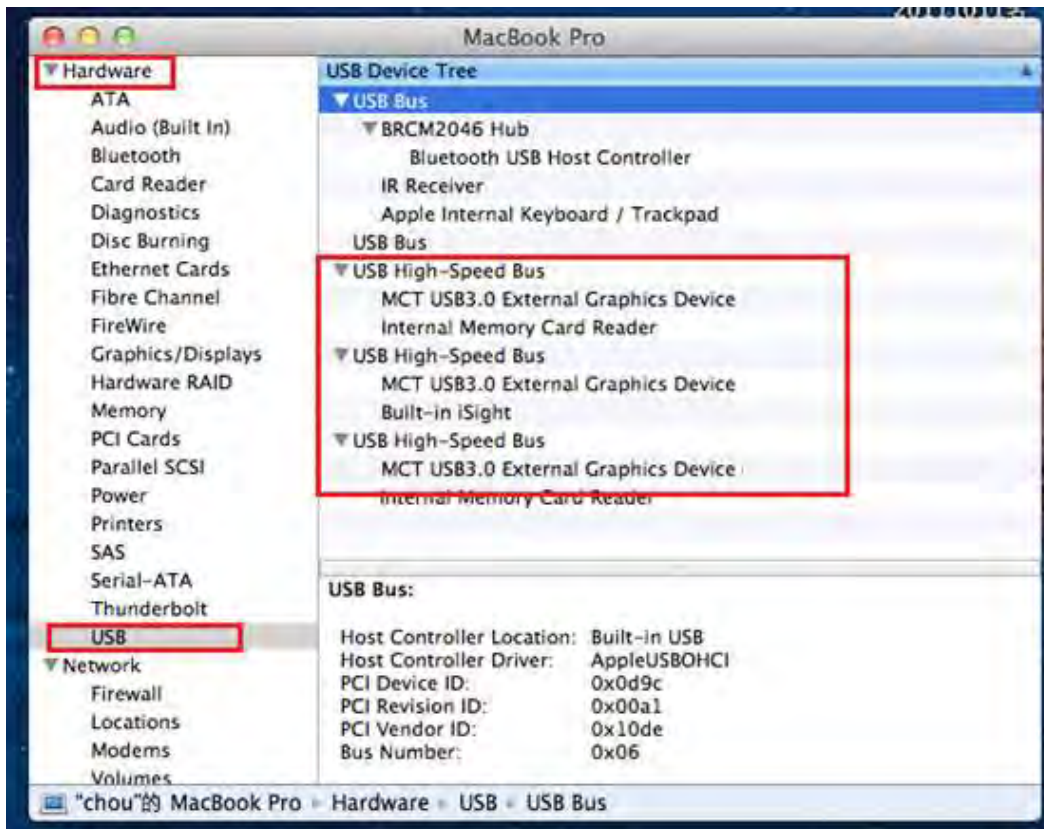 MacBook Pro
Hardware
ATA
Audio (Built In)
Bluetooth
Card Reader
Diagnostics
Disc Burning
Ethernet Cards
Fibre Channel
FireWire
Graphics/Displays
Hardware RAID
Memory
PCI Cards
Parallel SCSI
Power
Printers
SAS
Serial-ATA
Thunderbolt
USB
Network
Firewall
Locations
Modems
Volumes
USB Device Tree
USB Bus
BRCM2046 Hub
Bluetooth USB Host Controller
IR Receiver
Apple Internal Keyboard / Trackpad
USB Bus
USB High-Speed Bus
MCT USB3.0 External Graphics Device
Internal Memory Card Reader
USB High-Speed Bus
MCT USB3.0 External Graphics Device
Built-in iSight
USB High-Speed Bus
MCT USB3.0 External Graphics Device
Internal Memory Card Reader
USB Bus:
Host Controller Location: Built-in USB
Host Controller Driver: AppleUSBOHCI
PCI Device ID: 0x0d9c
PCI Revision ID: 0x00a1
PCI Vendor ID: 0x10de
Bus Number: 0x06
"chou"的 MacBook Pro Hardware USB USB Bus